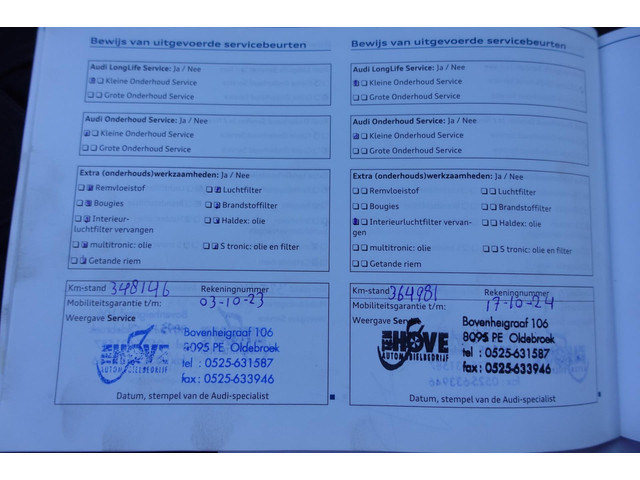 Bewijs van uitgevoerde servicebeurten
Audi LongLife Service: Ja / Nee
Kleine Onderhoud Service
Grote Onderhoud Service
Audi Onderhoud Service: Ja / Nee
Kleine Onderhoud Service
Grote Onderhoud Service
Extra (onderhouds)werkzaamheden: Ja / Nee
Remvloeistof Luchtfilter
Bougies Brandstoffilter
Interieur- Haldex: olie
luchtfilter vervangen
multitronic: olie S tronic: olie en filter
Getande riem
Km-stand 348146 Rekeningnummer
Mobiliteitsgarantie t/m: 03-10-23
Weergave Service
Bovenheigraaf 106
8095 PE Oldebroek
tel : 0525-631587
fax : 0525-633946
HOVE
AUTOMOBIELBEDRIJF
Datum, stempel van de Audi-specialist
Bewijs van uitgevoerde servicebeurten
Audi LongLife Service: Ja / Nee
Kleine Onderhoud Service
Grote Onderhoud Service
Audi Onderhoud Service: Ja / Nee
Kleine Onderhoud Service
Grote Onderhoud Service
Extra (onderhouds)werkzaamheden: Ja / Nee
Remvloeistof Luchtfilter
Bougies Brandstoffilter
Interieurluchtfilter vervan- Haldex: olie
gen
multitronic: olie S tronic: olie en filter
Getande riem
Km-stand 364981 Rekeningnummer
Mobiliteitsgarantie t/m: 17-10-24
Weergave Service
Bovenheigraaf 106
8095 PE Oldebroek
tel : 0525-631587
fax : 0525-633946
HOVE
AUTOMOBIELBEDRIJF
Datum, stempel van de Audi-specialist